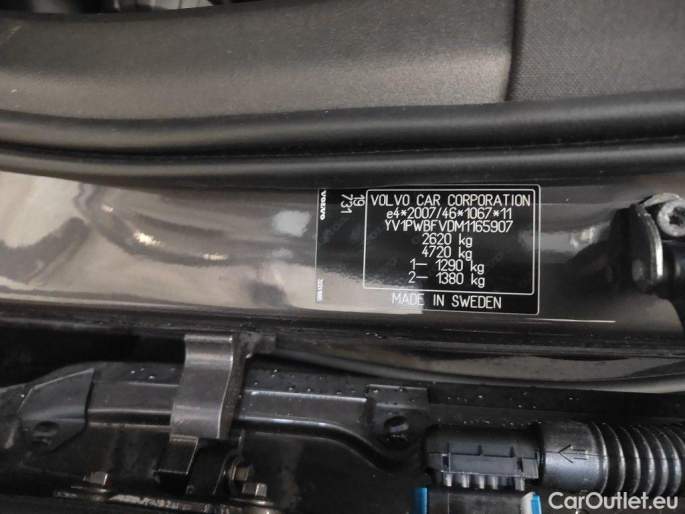 VOLVO CAR CORPORATION
e4*2007/46*1067*11
YV1PWBFVDM1165907
2620 kg
4720 kg
1— 1290 kg
2— 1380 kg
MADE IN SWEDEN
VOLVO
19
731
CarOutlet.eu